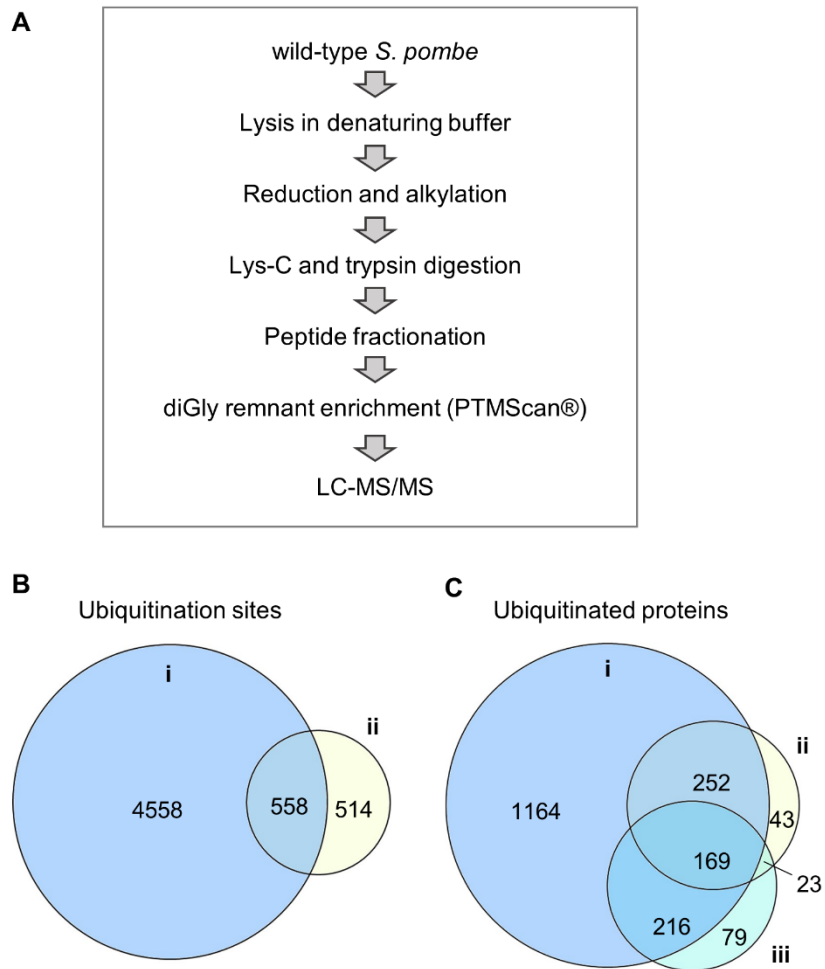 A
wild-type S. pombe
Lysis in denaturing buffer
Reduction and alkylation
Lys-C and trypsin digestion
Peptide fractionation
diGly remnant enrichment (PTMScan®)
LC-MS/MS
B
Ubiquitination sites
i
ii
4558
558
514
C
Ubiquitinated proteins
i
ii
1164
252
43
169
23
216
79
iii